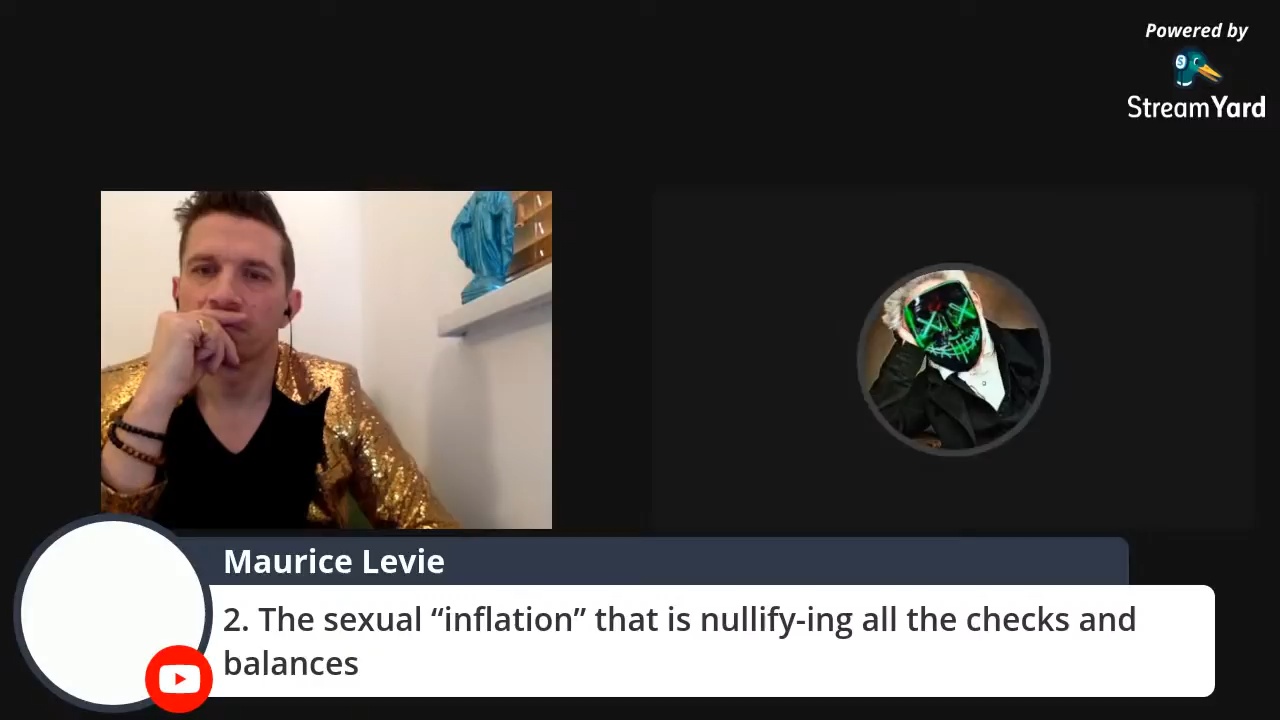 Powered by
StreamYard
Maurice Levie
2. The sexual “inflation” that is nullify-ing all the checks and
balances